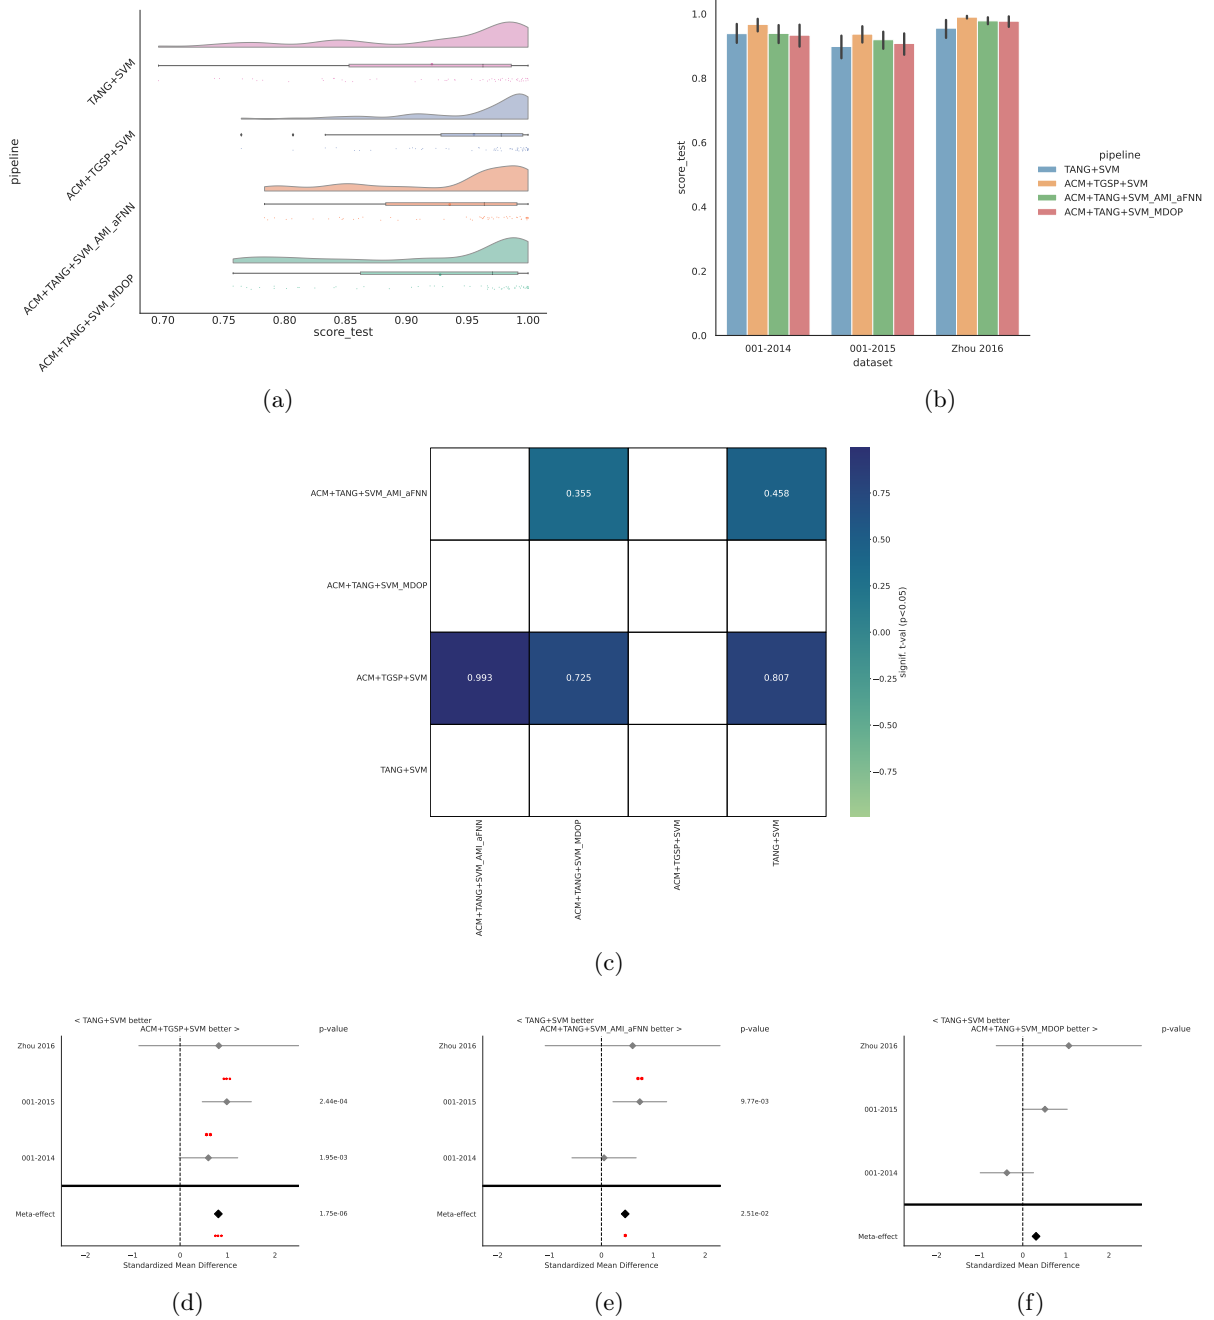 pipeline
TANG+SVM
ACM+TGSP+SVM
ACM+TANG+SVM_AMI_aFNN
ACM+TANG+SVM_MDOP
0.70 0.75 0.80 0.85 0.90 0.95 1.00
score_test
(a)
1.0
0.8
0.6
0.4
0.2
0.0
score_test
001-2014 001-2015 Zhou 2016
dataset
pipeline
TANG+SVM
ACM+TGSP+SVM
ACM+TANG+SVM_AMI_aFNN
ACM+TANG+SVM_MDOP
(b)
ACM+TANG+SVM_AMI_aFNN
0.355 0.458
ACM+TANG+SVM_MDOP
ACM+TGSP+SVM
0.993 0.725 0.807
TANG+SVM
ACM+TANG+SVM_AMI_aFNN
ACM+TANG+SVM_MDOP
ACM+TGSP+SVM
TANG+SVM
0.75
0.50
0.25
0.00
−0.25
−0.50
−0.75
signif. t-val (p<0.05)
(c)
< TANG+SVM better
ACM+TGSP+SVM better >
p-value
Zhou 2016
001-2015
2.44e-04
001-2014
1.95e-03
Meta-effect
1.75e-06
−2 −1 0 1 2
Standardized Mean Difference
(d)
< TANG+SVM better
ACM+TANG+SVM_AMI_aFNN better >
p-value
Zhou 2016
001-2015
9.77e-03
001-2014
Meta-effect
2.51e-02
−2 −1 0 1 2
Standardized Mean Difference
(e)
< TANG+SVM better
ACM+TANG+SVM_MDOP better >
p-value
Zhou 2016
001-2015
001-2014
Meta-effect
−2 −1 0 1 2
Standardized Mean Difference
(f)